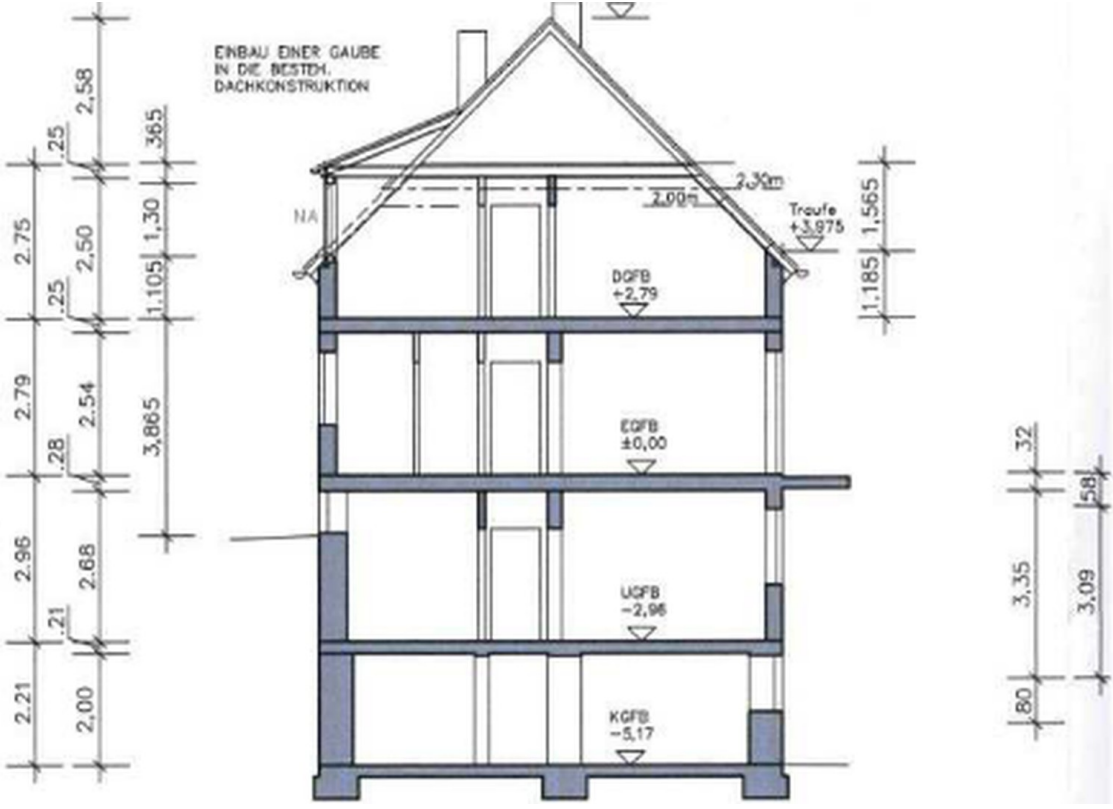 EINBAU EINER GAUBE
IN DIE BESTEH.
DACHKONSTRUKTION
2,58
.25
365
2.75
2,50
1,30
1.105
.25
NA
2,30m
2,00m
Traufe
+3,975
1,565
1.185
DGFB
+2,79
2.79
2.54
3,865
.28
EGFB
±0,00
32
58
2.96
2.68
.21
UGFB
-2,96
3,35
3,09
2.21
2,00
KGFB
-5,17
80